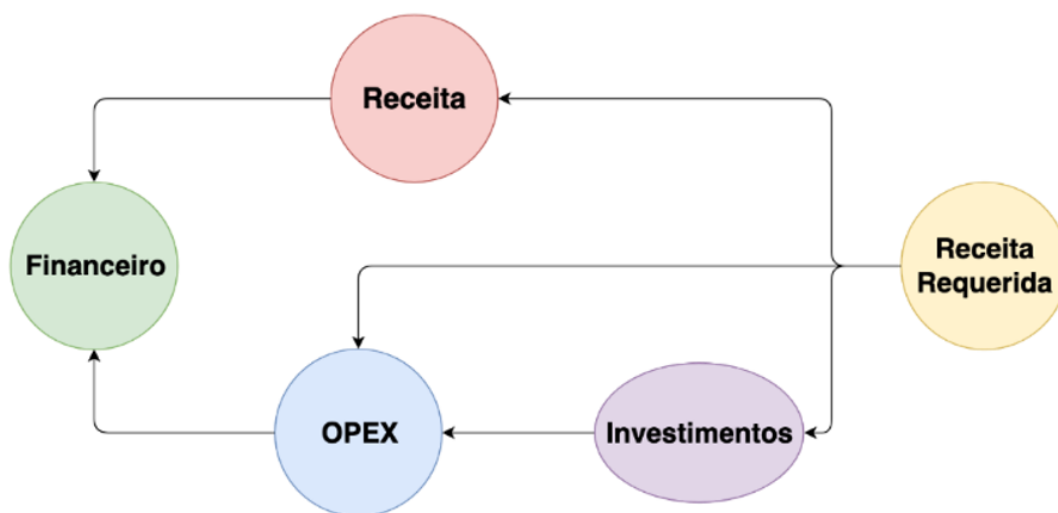 Receita
Financeiro
Receita
Requerida
OPEX
Investimentos